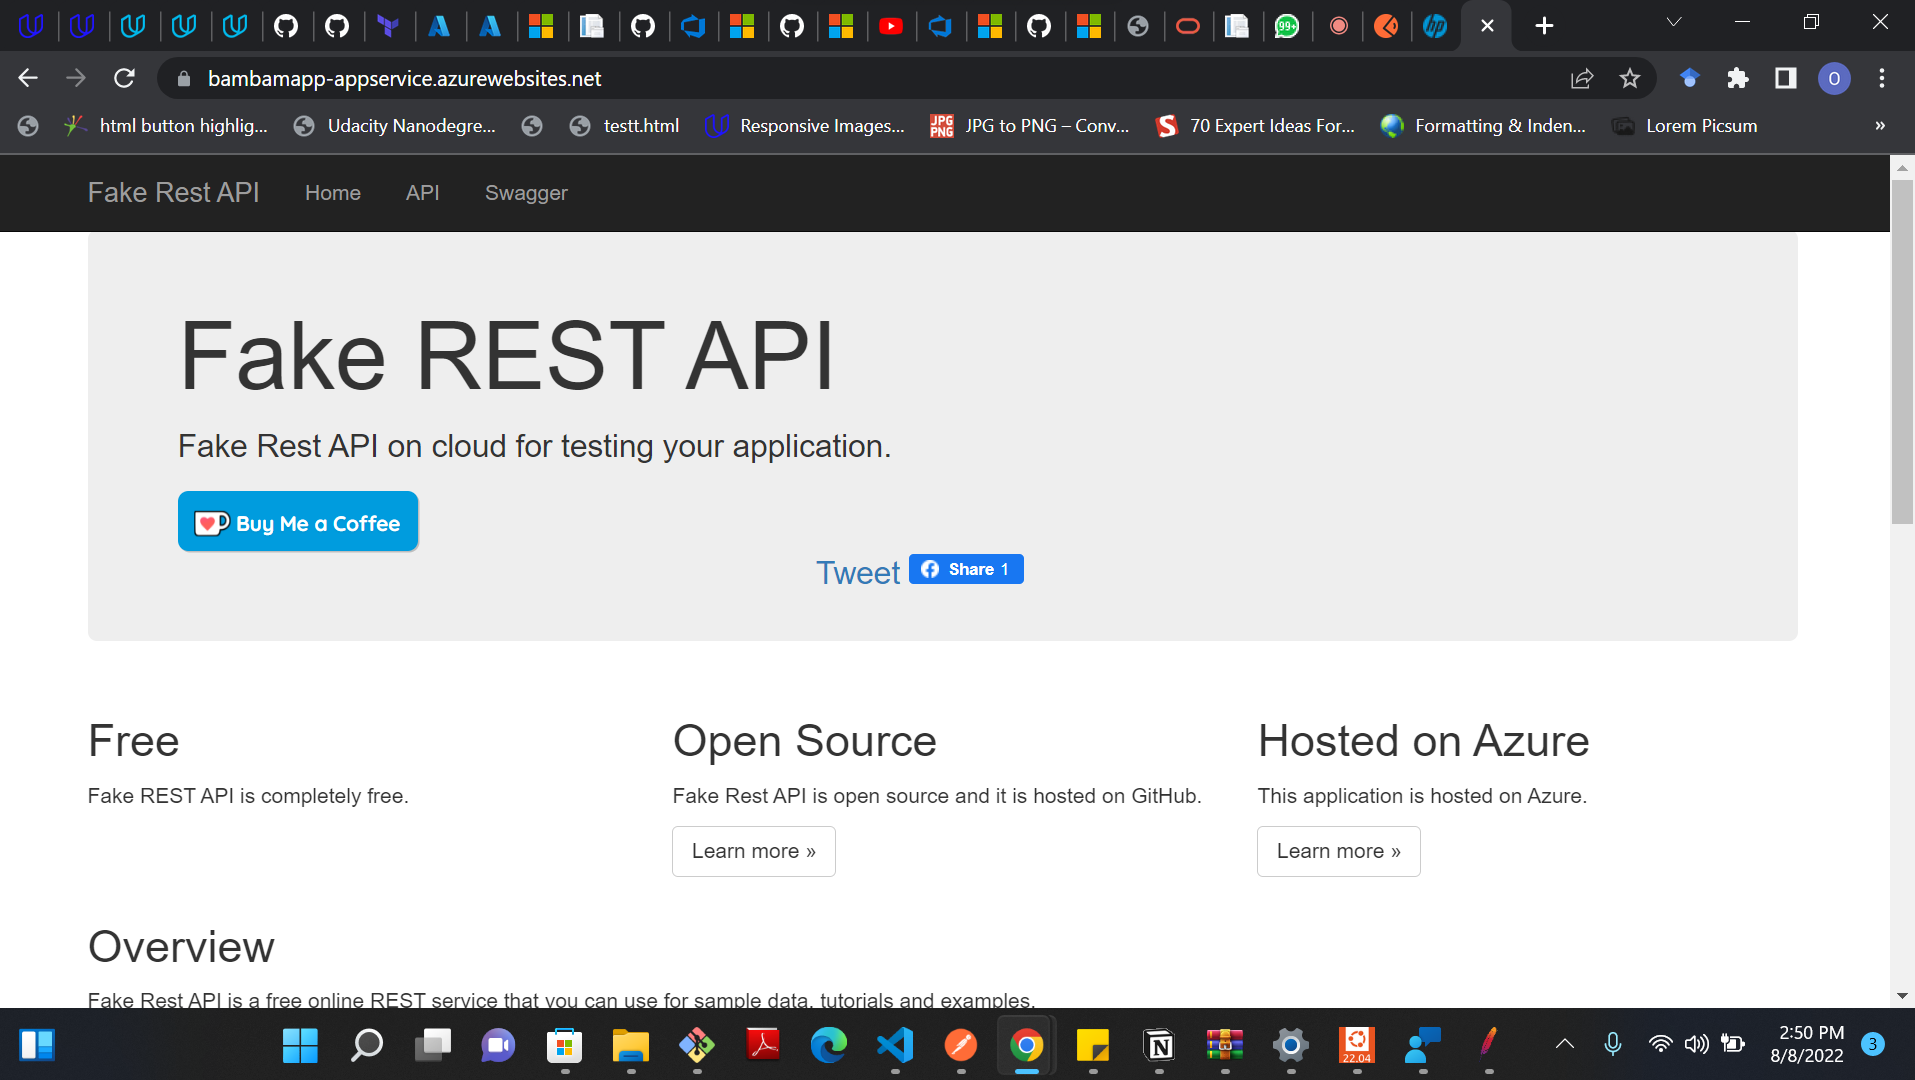 99+
bambamapp-appservice.azurewebsites.net
O
html button highlig...
Udacity Nanodegre...
testt.html
Responsive Images...
JPG PNG
JPG to PNG – Conv...
S
70 Expert Ideas For...
Formatting & Inden...
Lorem Picsum
»
Fake Rest API
Home
API
Swagger
Fake REST API
Fake Rest API on cloud for testing your application.
Buy Me a Coffee
Tweet
Share 1
Free
Open Source
Hosted on Azure
Fake REST API is completely free.
Fake Rest API is open source and it is hosted on GitHub.
This application is hosted on Azure.
Learn more »
Learn more »
Overview
Fake Rest API is a free online REST service that you can use for sample data, tutorials and examples.
22.04
2:50 PM
8/8/2022
3